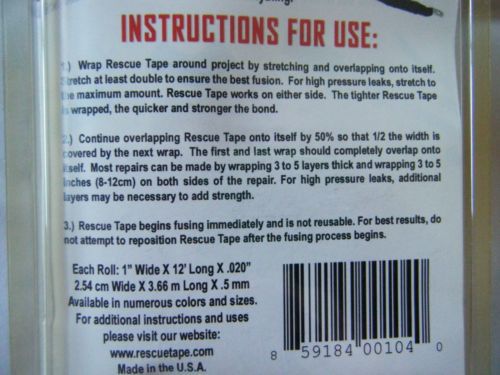 INSTRUCTIONS FOR USE:
1.) Wrap Rescue Tape around project by stretching and overlapping onto itself.
Stretch at least double to ensure the best fusion. For high pressure leaks, stretch to
the maximum amount. Rescue Tape works on either side. The tighter Rescue Tape
is wrapped, the quicker and stronger the bond.
2.) Continue overlapping Rescue Tape onto itself by 50% so that 1/2 the width is
covered by the next wrap. The first and last wrap should completely overlap onto
itself. Most repairs can be made by wrapping 3 to 5 layers thick and wrapping 3 to 5
inches (8-12cm) on both sides of the repair. For high pressure leaks, additional
layers may be necessary to add strength.
3.) Rescue Tape begins fusing immediately and is not reusable. For best results, do
not attempt to reposition Rescue Tape after the fusing process begins.
Each Roll: 1" Wide X 12' Long X .020"
2.54 cm Wide X 3.66 m Long X .5 mm
Available in numerous colors and sizes.
For additional instructions and uses
please visit our website:
www.rescuetape.com
Made in the U.S.A.
8 59184 00104 0